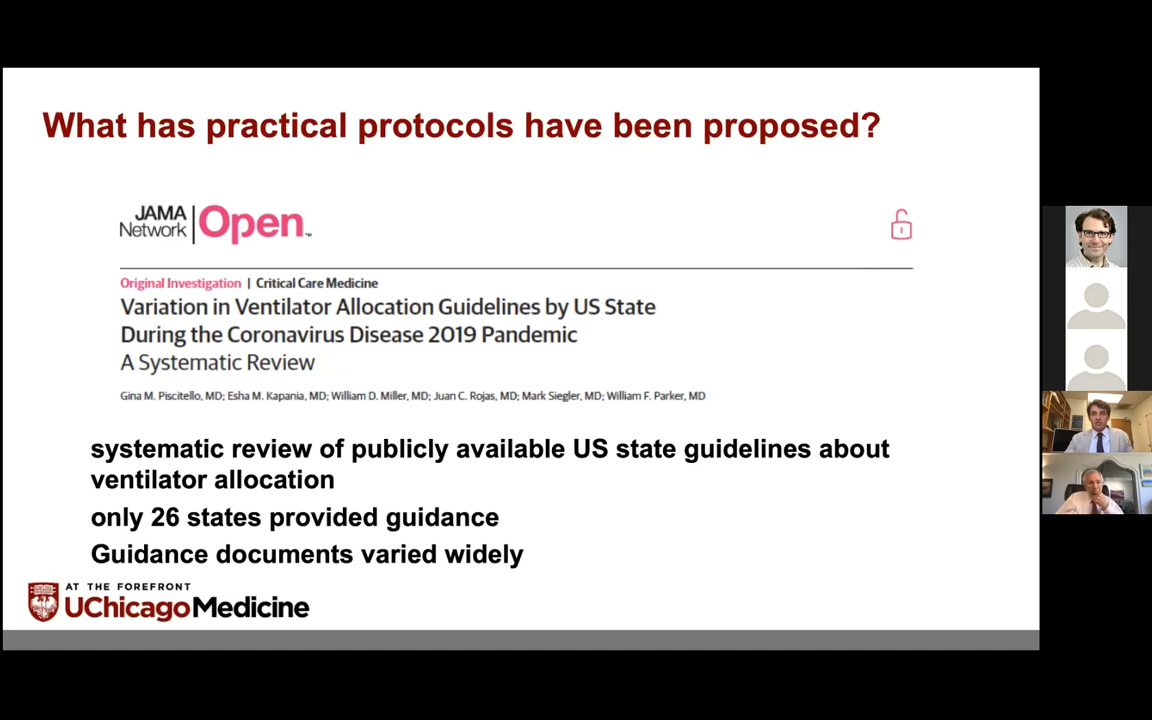 What has practical protocols have been proposed?
JAMA
Network
Open
Original Investigation | Critical Care Medicine
Variation in Ventilator Allocation Guidelines by US State
During the Coronavirus Disease 2019 Pandemic
A Systematic Review
Gina M. Piscitello, MD; Esha M. Kapania, MD; William D. Miller, MD; Juan C. Rojas, MD; Mark Siegler, MD; William F. Parker, MD
systematic review of publicly available US state guidelines about
ventilator allocation
only 26 states provided guidance
Guidance documents varied widely
AT THE FOREFRONT
UChicagoMedicine